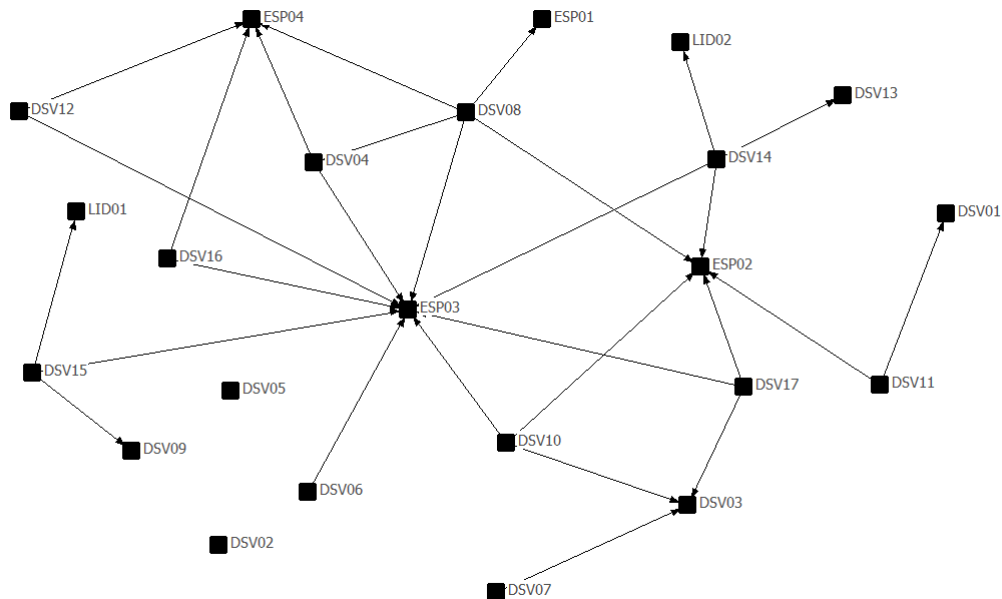 ESP04
ESP01
LID02
DSV13
DSV12
DSV08
DSV04
DSV14
LID01
DSV01
DSV16
ESP02
ESP03
DSV15
DSV05
DSV17
DSV11
DSV10
DSV09
DSV06
DSV03
DSV02
DSV07